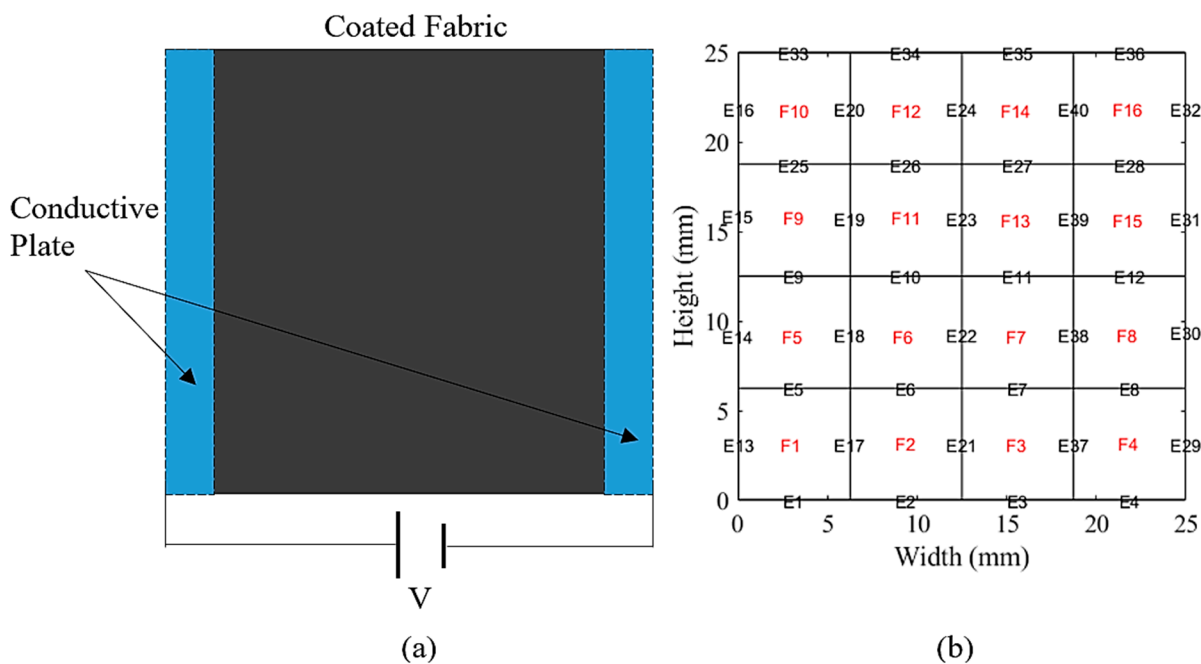 Coated Fabric
Conductive
Plate
V
(a)
25
20
15
10
5
0
Height (mm)
E33 E34 E35 E36
E16 F10 E20 F12 E24 F14 E40 F16 E32
E25 E26 E27 E28
E15 F9 E19 F11 E23 F13 E39 F15 E31
E9 E10 E11 E12
E14 F5 E18 F6 E22 F7 E38 F8 E30
E5 E6 E7 E8
E13 F1 E17 F2 E21 F3 E37 F4 E29
E1 E2 E3 E4
0 5 10 15 20 25
Width (mm)
(b)